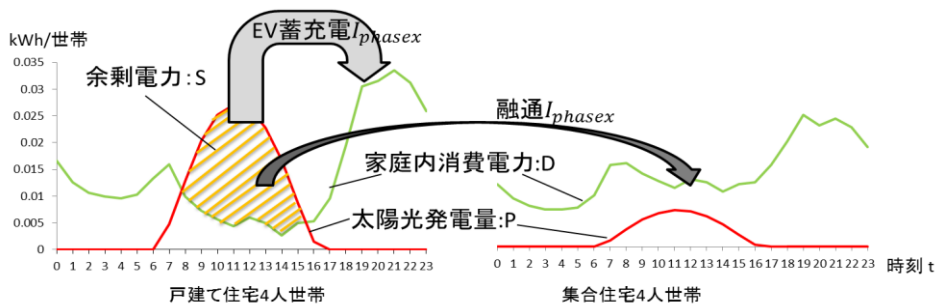 EV蓄充電I_phasex
kWh/世帯
0.035
0.03
0.025
0.02
0.011
0.01
0.005
0
余剰電力:S
融通I_phasex
家庭内消費電力:D
太陽光発電量:P
0 1 2 3 4 5 6 7 8 9 10 11 12 13 14 15 16 17 18 19 20 21 22 23
0 1 2 3 4 5 6 7 8 9 10 11 12 13 14 15 16 17 18 19 20 21 22 23
時刻 t
戸建て住宅4人世帯
集合住宅4人世帯